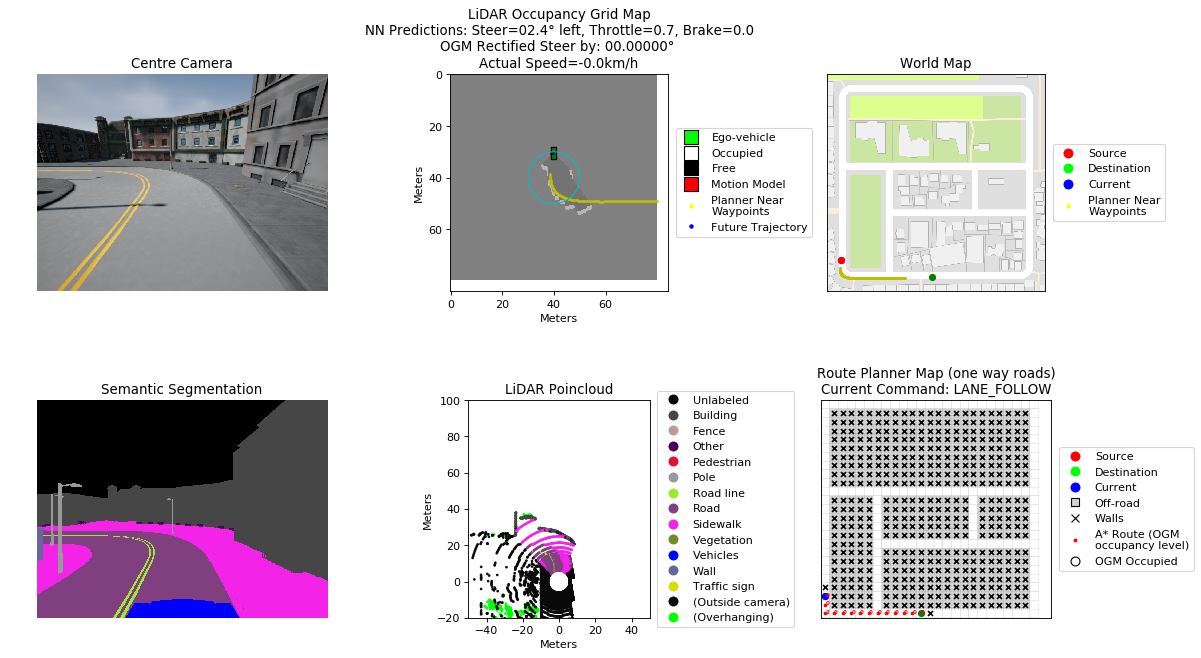 LiDAR Occupancy Grid Map
NN Predictions: Steer=02.4° left, Throttle=0.7, Brake=0.0
OGM Rectified Steer by: 00.00000°
Actual Speed=-0.0km/h
Centre Camera
World Map
0
20
40
60
Meters
0
20
40
60
Meters
Ego-vehicle
Occupied
Free
Motion Model
Planner Near
Waypoints
Future Trajectory
Source
Destination
Current
Planner Near
Waypoints
Semantic Segmentation
LiDAR Poincloud
Route Planner Map (one way roads)
Current Command: LANE_FOLLOW
100
80
60
40
20
0
−20
Meters
−40
−20
0
20
40
Meters
Unlabeled
Building
Fence
Other
Pedestrian
Pole
Road line
Road
Sidewalk
Vegetation
Vehicles
Wall
Traffic sign
(Outside camera)
(Overhanging)
Source
Destination
Current
Off-road
Walls
A* Route (OGM
occupancy level)
OGM Occupied